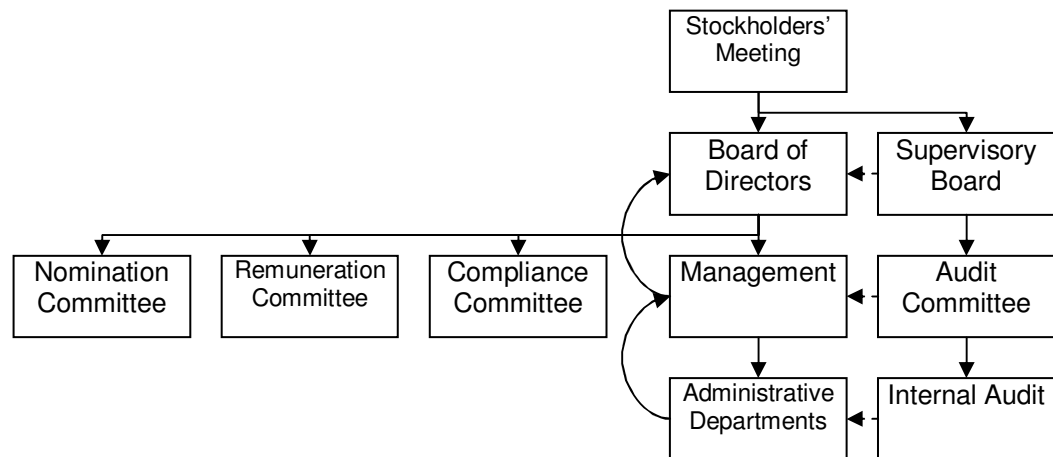 Stockholders'
Meeting
Board of
Directors
Supervisory
Board
Nomination
Committee
Remuneration
Committee
Compliance
Committee
Management
Audit
Committee
Administrative
Departments
Internal Audit